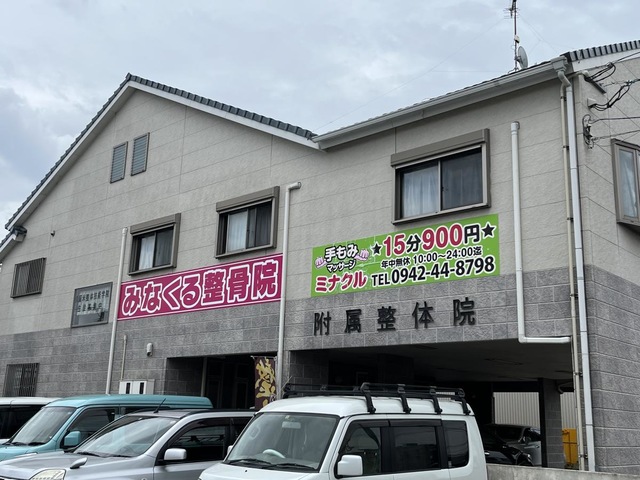 みなくる整骨院
手もみ
マッサージ
ミナクル
★15分900円★
年中無休 10:00~24:00迄
TEL0942-44-8798
附属整体院